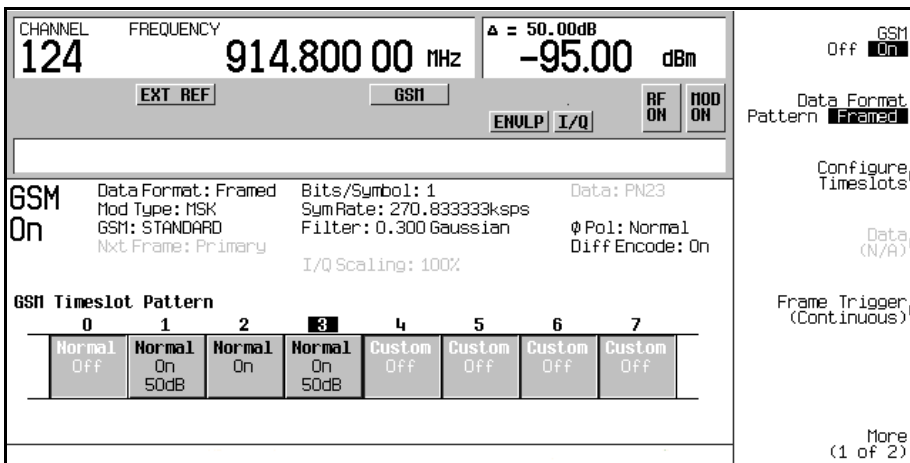 CHANNEL FREQUENCY Δ = 50.00dB
124 914.800 00 MHz -95.00 dBm
EXT REF GSM RF ON MOD ON
ENVLP I/Q
GSM On
Data Format: Framed Bits/Symbol: 1 Data: PN23
Mod Type: MSK SymRate: 270.833333ksps
GSM: STANDARD Filter: 0.300 Gaussian Φ Pol: Normal
Nxt Frame: Primary Diff Encode: On
I/Q Scaling: 100%
GSM Timeslot Pattern
0 1 2 3 4 5 6 7
Normal Normal Normal Normal Custom Custom Custom Custom
Off On On On Off Off Off Off
50dB 50dB
GSM
Off On
Data Format
Pattern Framed
Configure
Timeslots
Data
(N/A)
Frame Trigger
(Continuous)
More
(1 of 2)